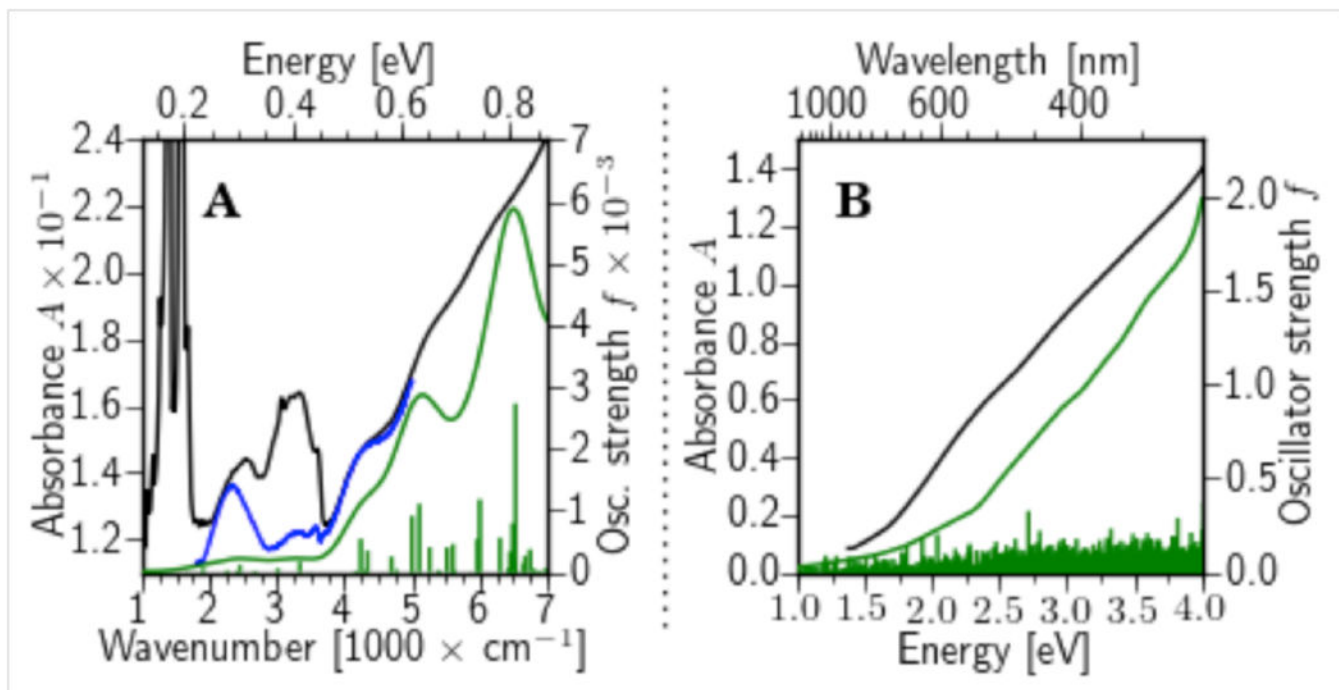 Energy [eV]
0.2 0.4 0.6 0.8
2.4
2.2
2.0
1.8
1.6
1.4
1.2
Absorbance A × 10⁻¹
A
7
6
5
4
3
2
1
0
Osc. strength f × 10⁻³
1 2 3 4 5 6 7
Wavenumber [1000 × cm⁻¹]
Wavelength [nm]
1000 600 400
1.4
1.2
1.0
0.8
0.6
0.4
0.2
0.0
Absorbance A
B
2.0
1.5
1.0
0.5
0.0
Oscillator strength f
1.0 1.5 2.0 2.5 3.0 3.5 4.0
Energy [eV]